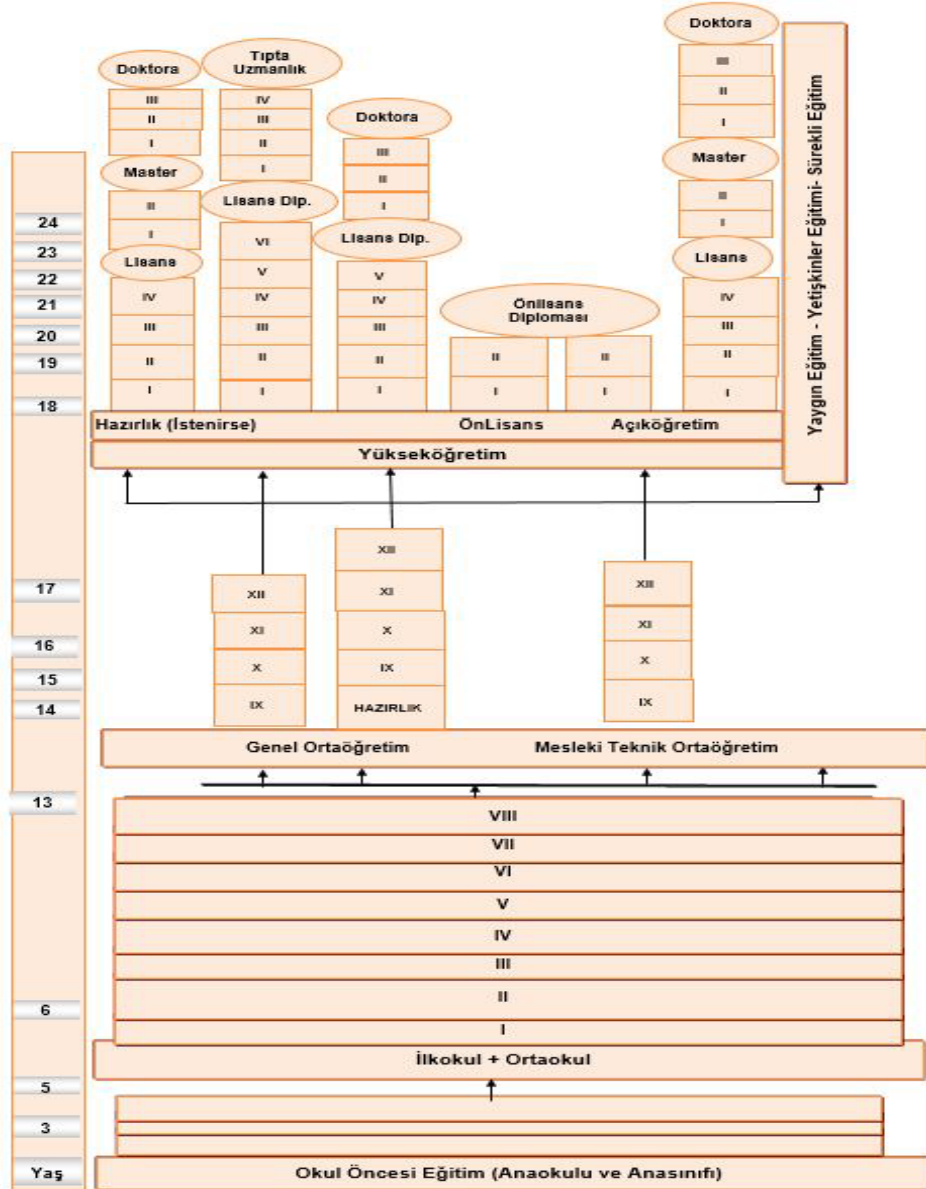 Doktora
III
II
I
Master
II
I
Lisans
IV
III
II
I
Tıpta
Uzmanlık
IV
III
II
I
Lisans Dip.
VI
V
IV
III
II
I
Doktora
III
II
I
Lisans Dip.
V
IV
III
II
I
Önlisans
Diploması
II
I
II
I
Doktora
III
II
I
Master
II
I
Lisans
IV
III
II
I
Yaygın Eğitim - Yetişkinler Eğitimi- Sürekli Eğitim
Hazırlık (İstenirse) ÖnLisans Açıköğretim
Yükseköğretim
XII
XI
X
IX
XII
XI
X
IX
HAZIRLIK
XII
XI
X
IX
Genel Ortaöğretim Mesleki Teknik Ortaöğretim
VIII
VII
VI
V
IV
III
II
I
İlkokul + Ortaokul
Okul Öncesi Eğitim (Anaokulu ve Anasınıfı)
24
23
22
21
20
19
18
17
16
15
14
13
6
5
3
Yaş